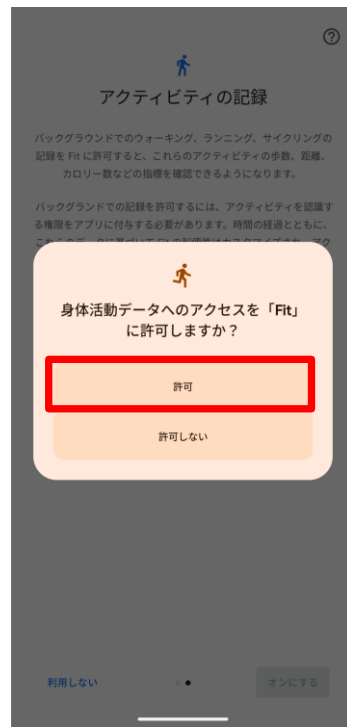 アクティビティの記録
バックグラウンドでのウォーキング、ランニング、サイクリングの
記録を Fit に許可すると、これらのアクティビティの歩数、距離、
カロリー数などの指標を確認できるようになります。
バックグランドでの記録を許可するには、アクティビティを認識す
る権限をアプリに付与する必要があります。時間の経過とともに、
身体活動データへのアクセスを「Fit」
に許可しますか？
許可
許可しない
利用しない
オンにする